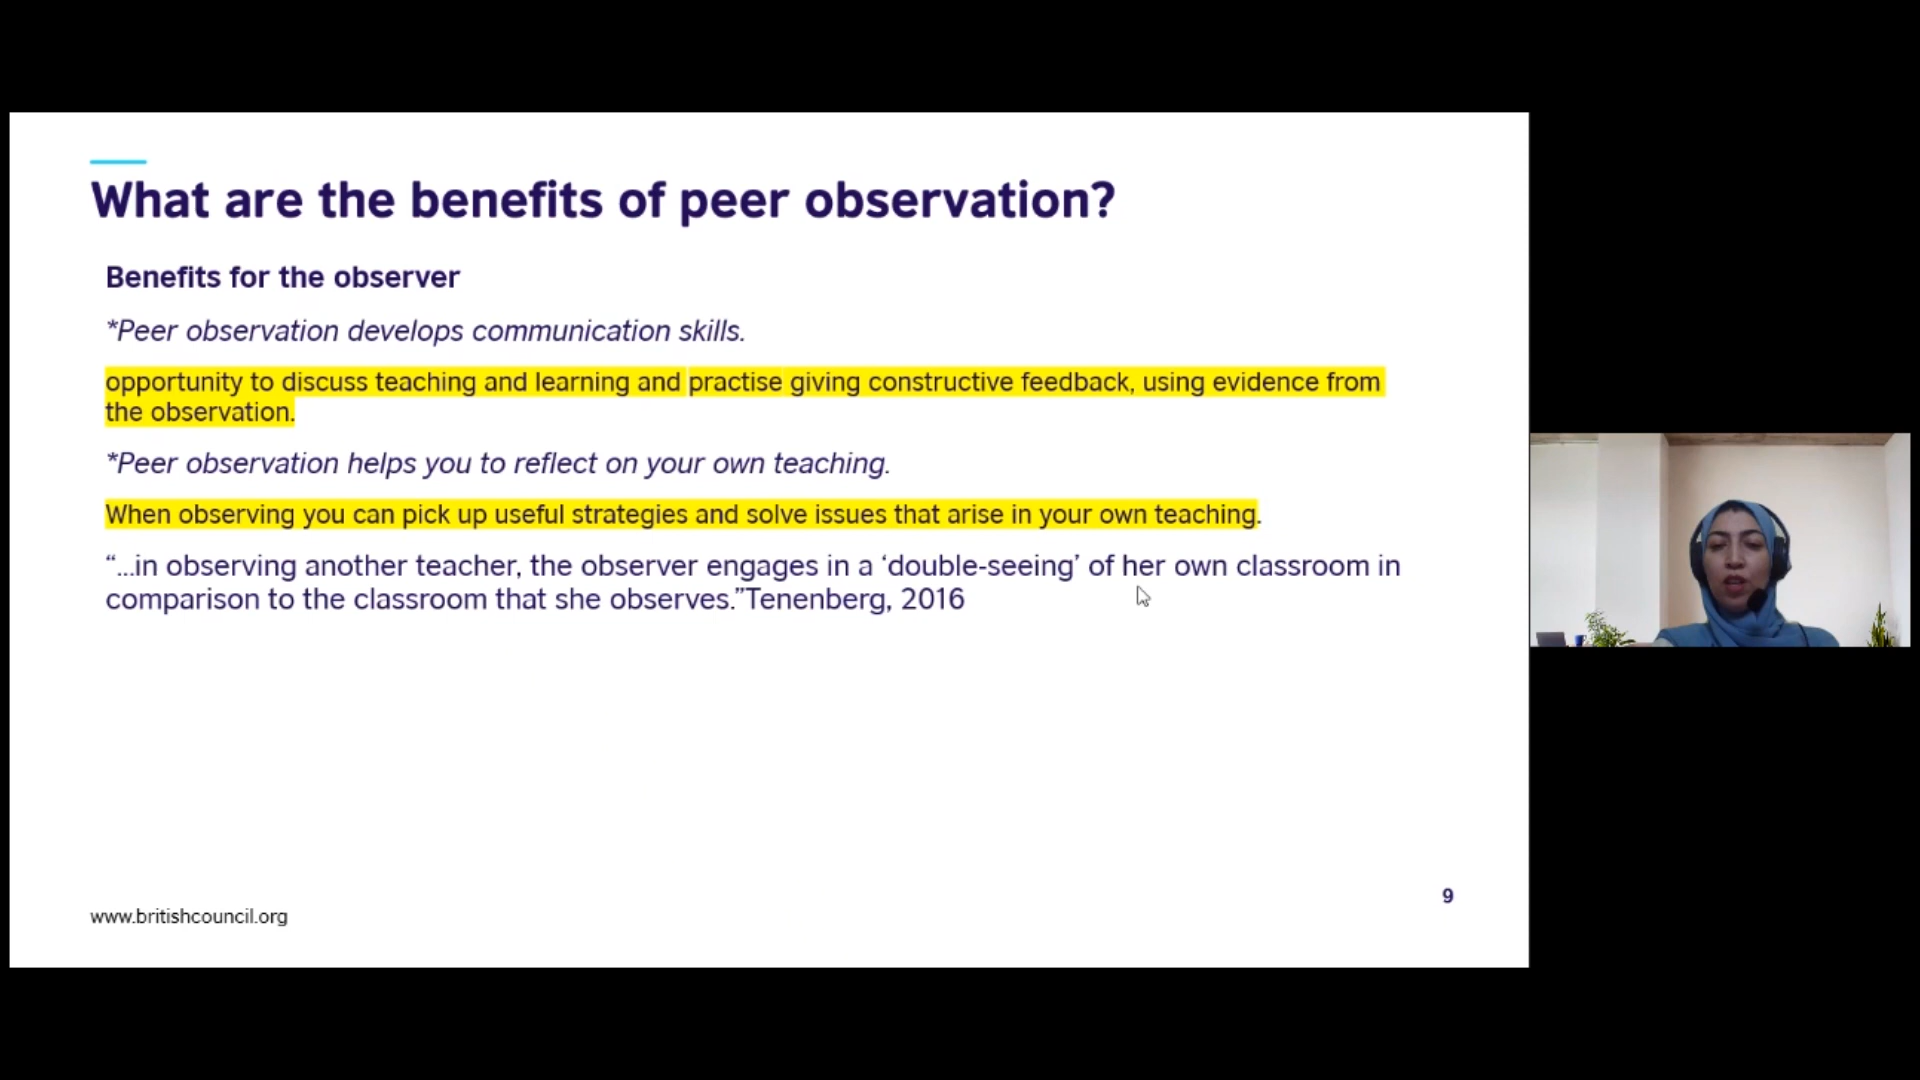 What are the benefits of peer observation?
Benefits for the observer
*Peer observation develops communication skills.
opportunity to discuss teaching and learning and practise giving constructive feedback, using evidence from
the observation.
*Peer observation helps you to reflect on your own teaching.
When observing you can pick up useful strategies and solve issues that arise in your own teaching.
“…in observing another teacher, the observer engages in a ‘double-seeing’ of her own classroom in
comparison to the classroom that she observes.”Tenenberg, 2016
9
www.britishcouncil.org